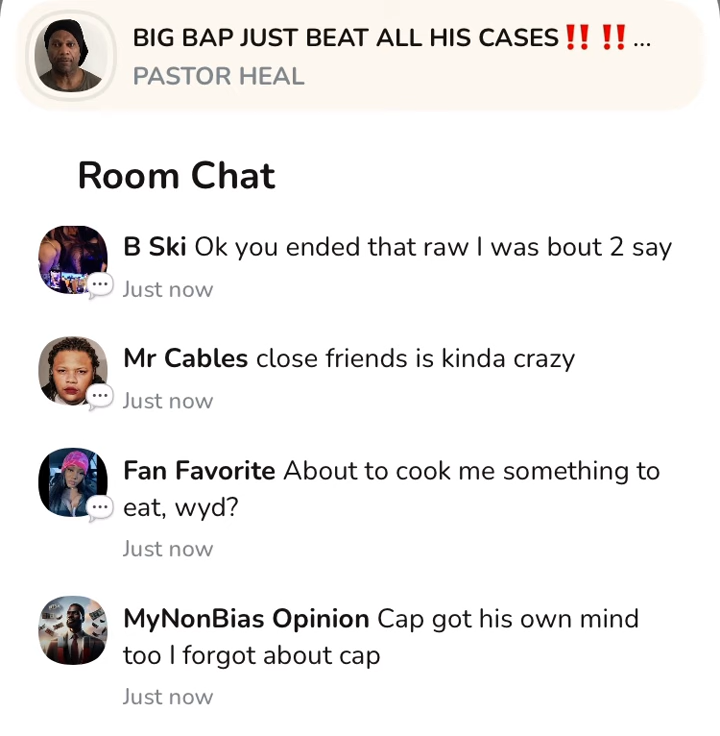 BIG BAP JUST BEAT ALL HIS CASES‼️ ‼️ ...
PASTOR HEAL
Room Chat
B Ski Ok you ended that raw I was bout 2 say
Just now
Mr Cables close friends is kinda crazy
Just now
Fan Favorite About to cook me something to
eat, wyd?
Just now
MyNonBias Opinion Cap got his own mind
too I forgot about cap
Just now